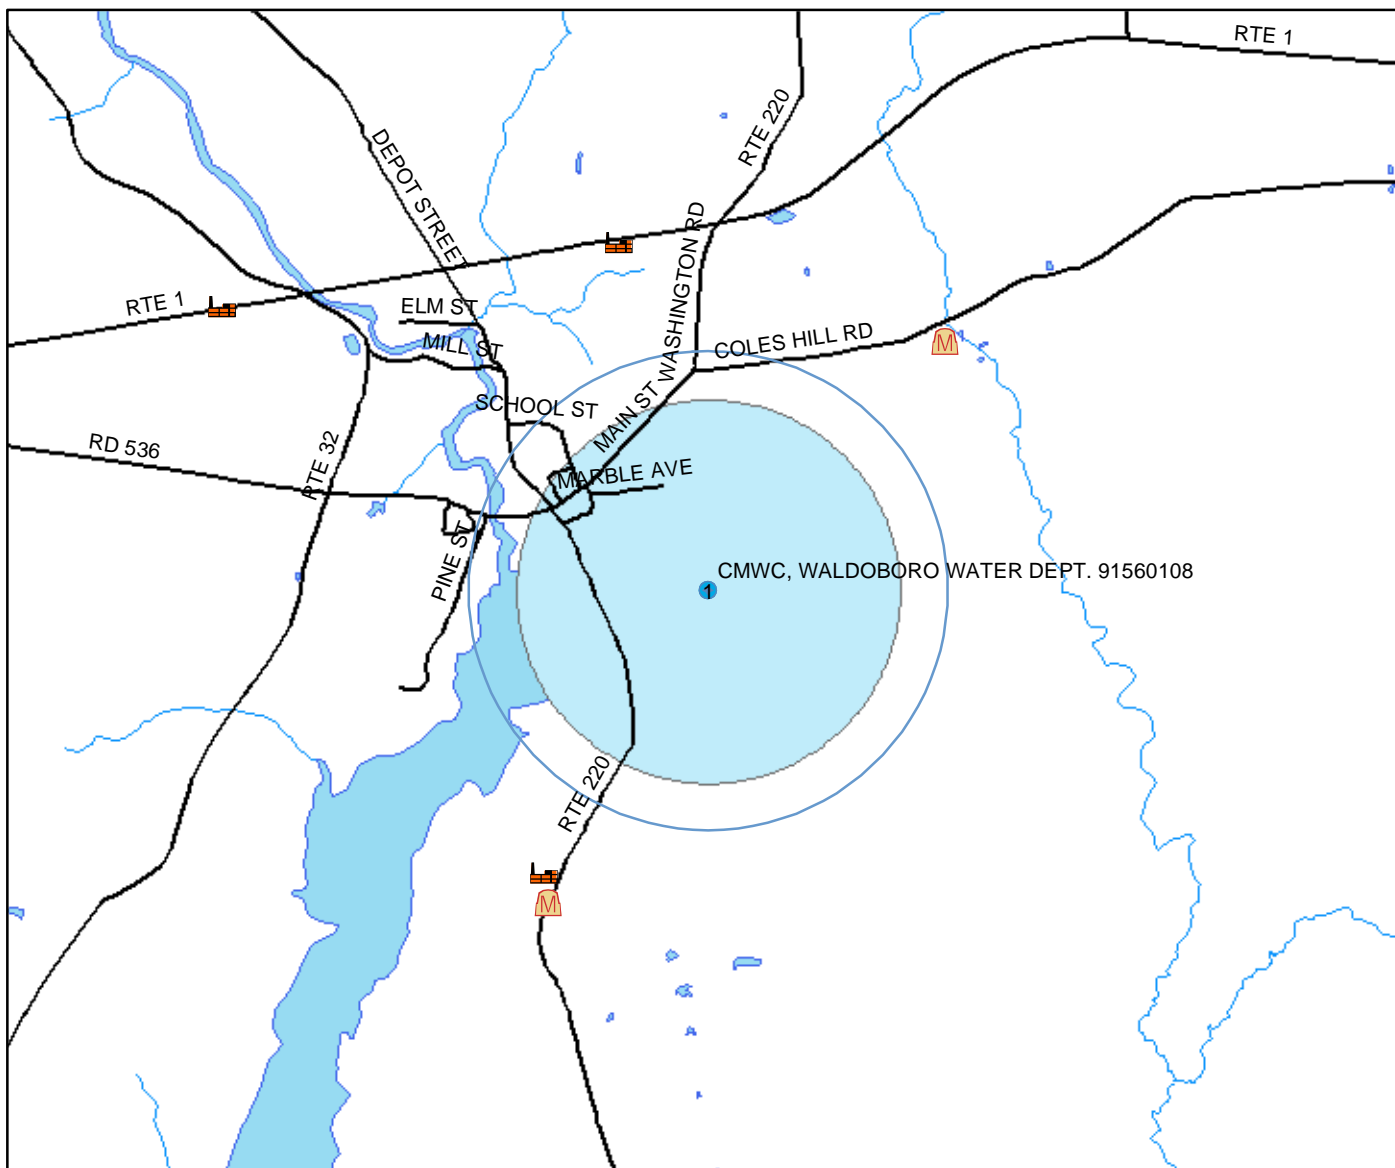 RTE 1
RTE 220
DEPOT STREET
WASHINGTON RD
RTE 1
ELM ST
MILL ST
COLES HILL RD
M
SCHOOL ST
MAIN ST
RD 536
RTE 32
MARBLE AVE
PINE ST
CMWC, WALDOBORO WATER DEPT. 91560108
1
RTE 220
M